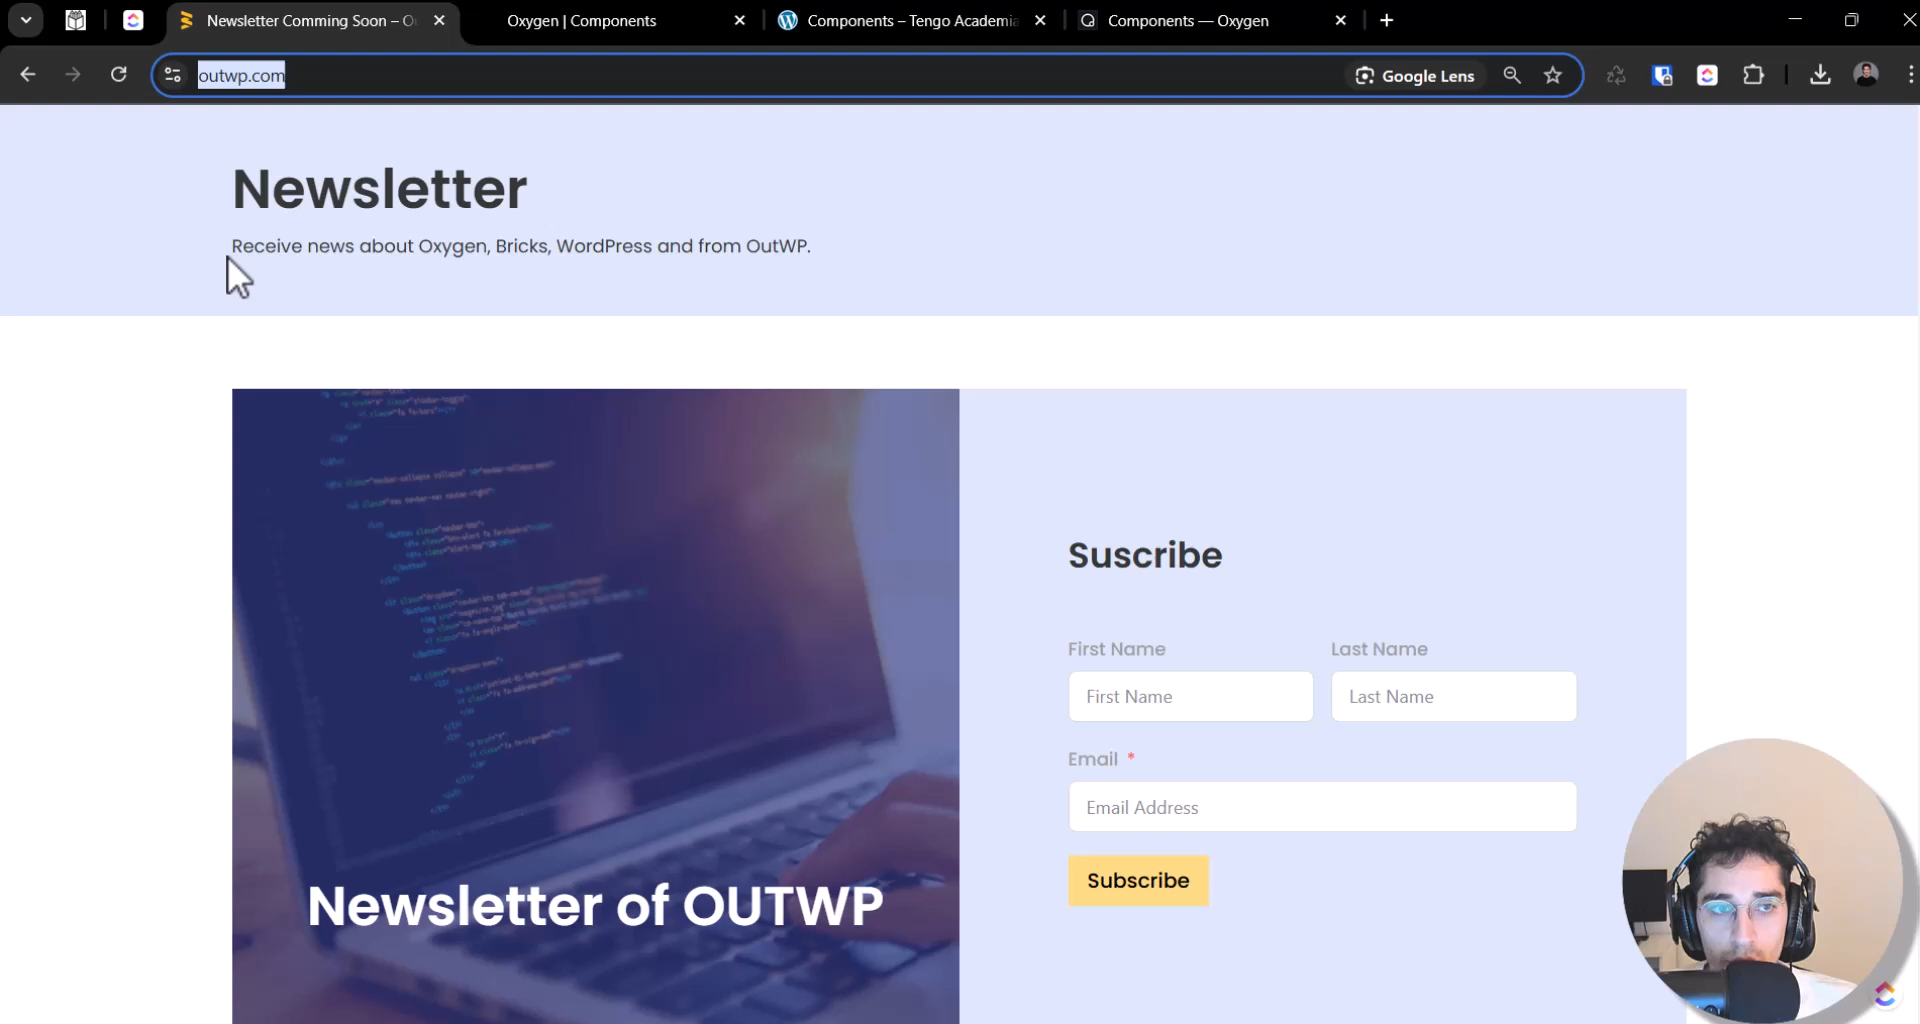 Newsletter Comming Soon – O
Oxygen | Components
Components – Tengo Academia
Components — Oxygen
outwp.com
Google Lens
Newsletter
Receive news about Oxygen, Bricks, WordPress and from OutWP.
Newsletter of OUTWP
Suscribe
First Name
Last Name
First Name
Last Name
Email *
Email Address
Subscribe